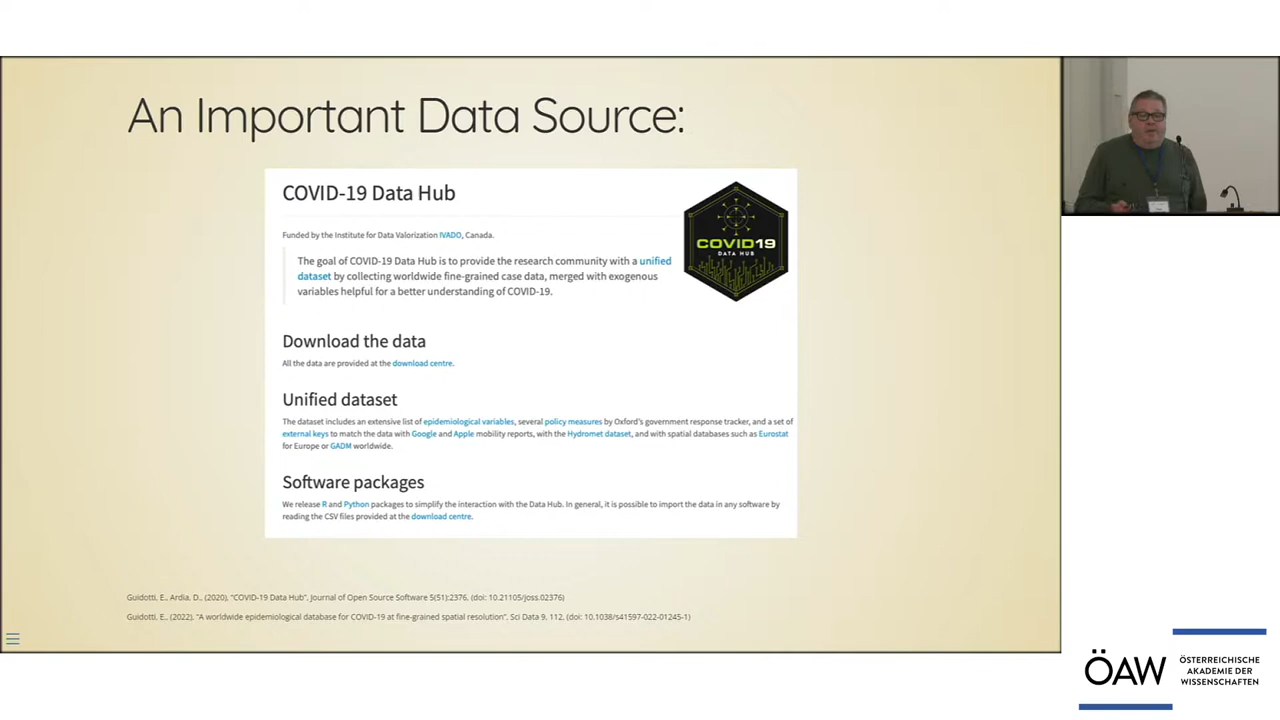 An Important Data Source:
COVID-19 Data Hub
Funded by the Institute for Data Valorization IVADO, Canada.
The goal of COVID-19 Data Hub is to provide the research community with a unified
dataset by collecting worldwide fine-grained case data, merged with exogenous
variables helpful for a better understanding of COVID-19.
COVID19
DATA HUB
Download the data
All the data are provided at the download centre.
Unified dataset
The dataset includes an extensive list of epidemiological variables, several policy measures by Oxford's government response tracker, and a set of
external keys to match the data with Google and Apple mobility reports, with the Hydromet dataset, and with spatial databases such as Eurostat
for Europe or GADM worldwide.
Software packages
We release R and Python packages to simplify the interaction with the Data Hub. In general, it is possible to import the data in any software by
reading the CSV files provided at the download centre.
Guidotti, E., Ardia, D., (2020), "COVID-19 Data Hub". Journal of Open Source Software 5(51):2376. (doi: 10.21105/joss.02376)
Guidotti, E., (2022). "A worldwide epidemiological database for COVID-19 at fine-grained spatial resolution". Sci Data 9, 112. (doi: 10.1038/s41597-022-01245-1)
ÖAW
ÖSTERREICHISCHE
AKADEMIE DER
WISSENSCHAFTEN